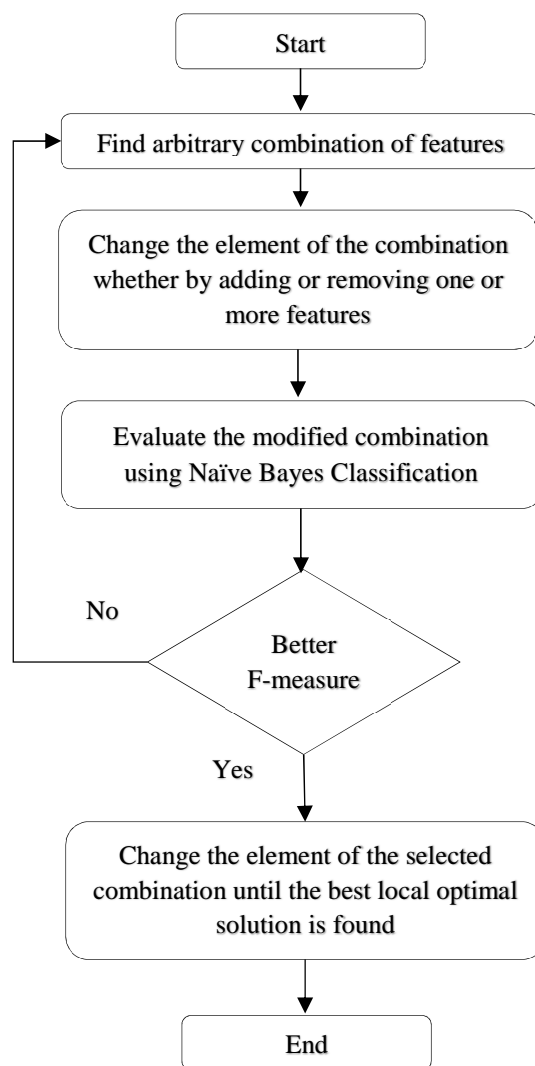 Start
Find arbitrary combination of features
Change the element of the combination
whether by adding or removing one or
more features
Evaluate the modified combination
using Naïve Bayes Classification
No
Better
F-measure
Yes
Change the element of the selected
combination until the best local optimal
solution is found
End